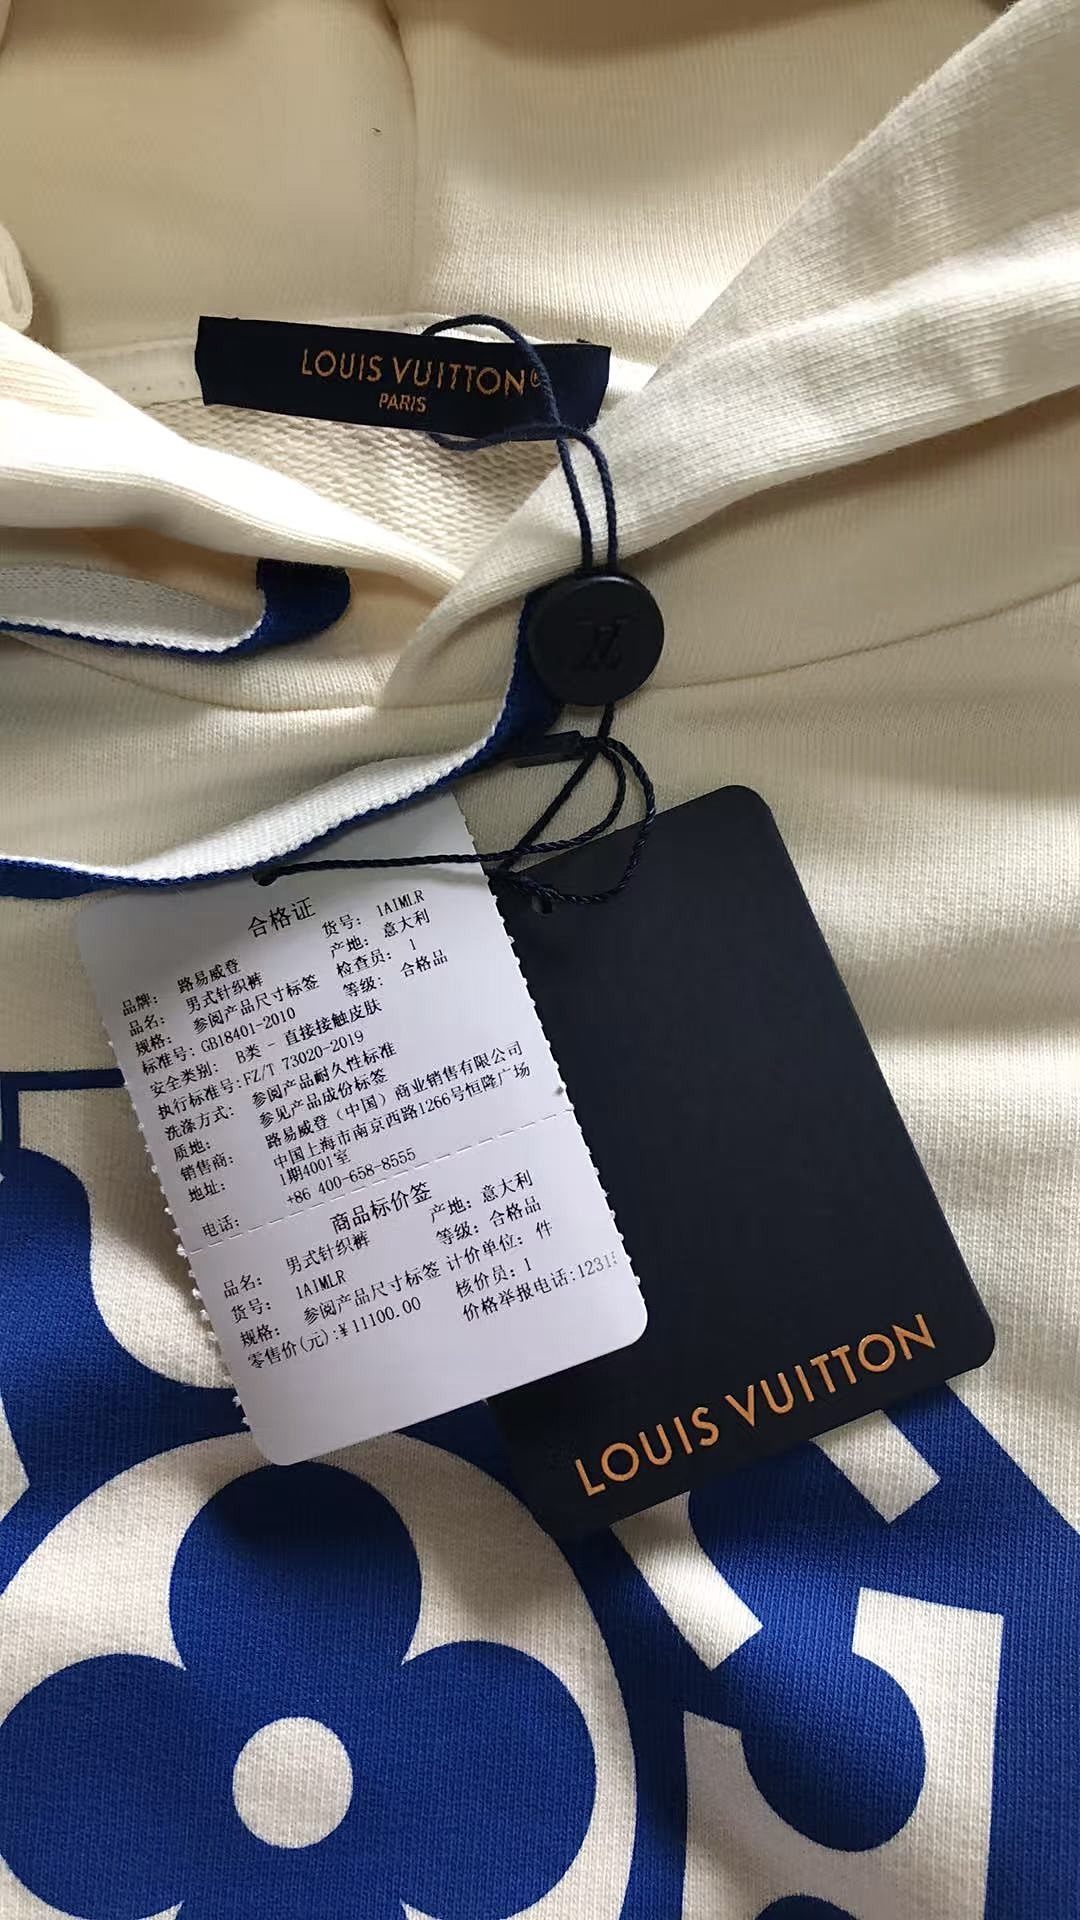 LOUIS VUITTON
PARIS
合格证
货号: 1AIMLR
品牌: 路易威登 产地: 意大利
品名: 男式针织裤 检查员: 1
规格: 参阅产品尺寸标签 等级: 合格品
标准号: GB18401-2010
安全类别: B类 - 直接接触皮肤
执行标准号:FZ/T 73020-2019
洗涤方式: 参阅产品耐久性标准
质地: 参见产品成份标签
销售商: 路易威登（中国）商业销售有限公司
地址: 中国上海市南京西路1266号恒隆广场
1期4001室
电话: +86 400-658-8555
商品标价签
品名: 男式针织裤 产地: 意大利
货号: 1AIMLR 等级: 合格品
规格: 参阅产品尺寸标签 计价单位: 件
零售价(元):¥11100.00 核价员: 1
价格举报电话:1231
LOUIS VUITTON